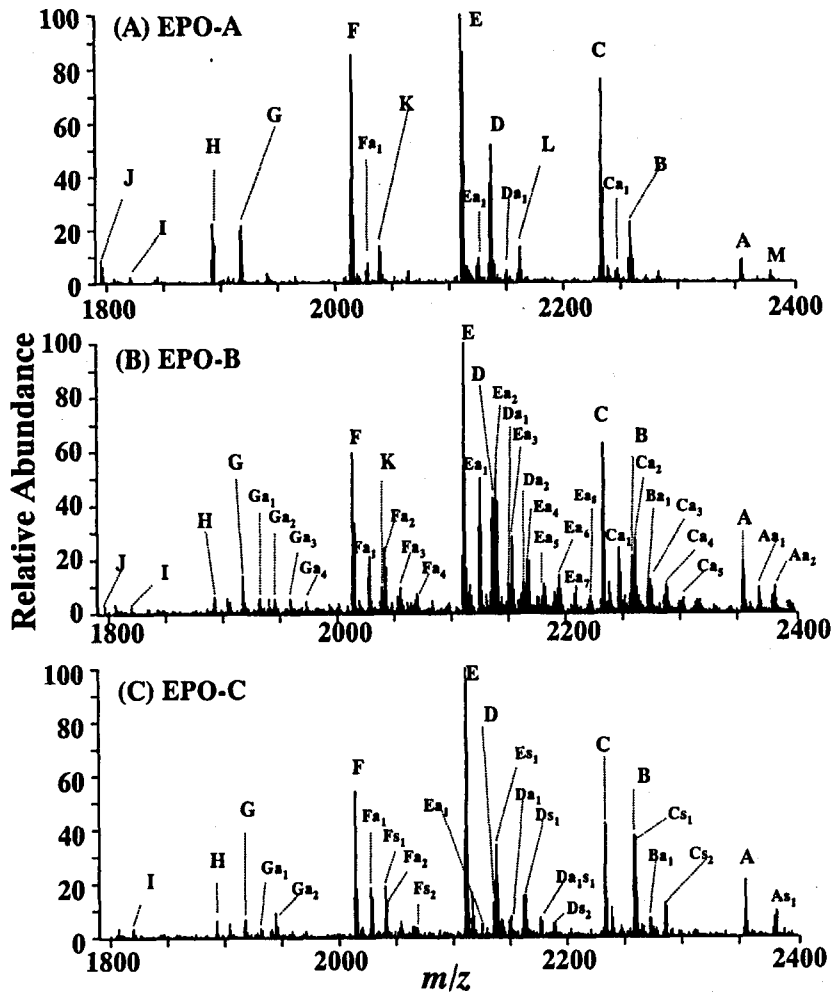 Relative Abundance
(A) EPO-A
100
80
60
40
20
0
J
I
H
G
F
Fa1
K
E
Ea1
D
Da1
L
C
Ca1
B
A
M
1800
2000
2200
2400
(B) EPO-B
100
80
60
40
20
0
J
I
H
G
Ga1
Ga2
Ga3
Ga4
F
K
Fa1
Fa2
Fa3
Fa4
E
D
Ea1
Ea2
Da1
Ea3
Da2
Ea4
Ea5
Ea6
Ea7
C
Ca1
B
Ca2
Ba1
Ca3
Ca4
Ca5
A
Aa1
Aa2
1800
2000
2200
2400
(C) EPO-C
100
80
60
40
20
0
I
H
G
Ga1
Ga2
F
Fa1
Fs1
Fa2
Fs2
E
Ea1
D
Es1
Da1
Ds1
Da1s1
Ds2
C
B
Cs1
Ba1
Cs2
A
As1
1800
2000
2200
2400
m/z